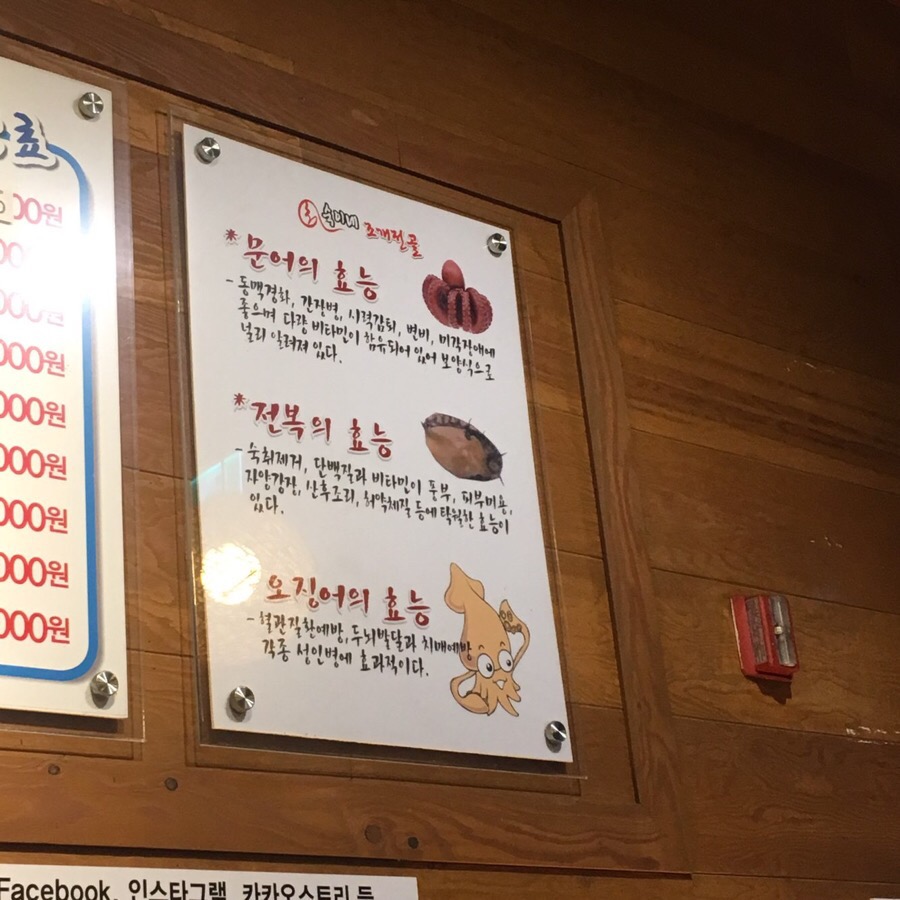 료
00원
000원
000원
000원
000원
000원
000원
000원
숙이네 조개전골
*문어의 효능
- 동맥경화, 간장병, 시력감퇴, 변비, 미각장애에
좋으며 다량 비타민이 함유되어 있어 보양식으로
널리 알려져 있다.
*전복의 효능
- 숙취제거, 단백질과 비타민이 풍부, 피부미용,
자양강장, 산후조리, 허약체질 등에 탁월한 효능이
있다.
오징어의 효능
- 혈관질환예방, 두뇌발달과 치매예방
각종 성인병에 효과적이다.
Facebook, 인스타그램, 카카오스토리 등